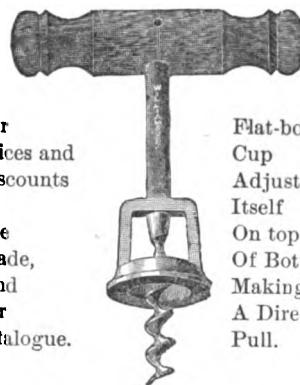 r
ices and
scounts
e
ade,
nd
r
talogue.
Flat-bo
Cup
Adjust
Itself
On top
Of Bot
Making
A Dire
Pull.